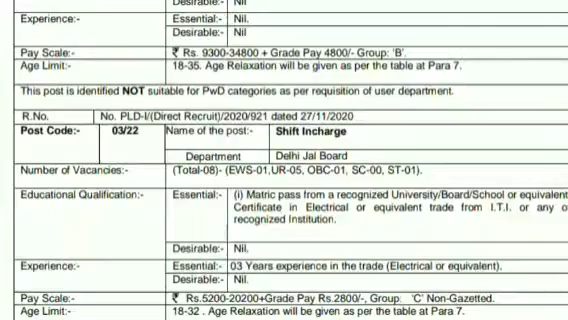 Desirable:- Nil
Experience:- Essential:- Nil.
Desirable:- Nil
Pay Scale:- ₹ Rs. 9300-34800 + Grade Pay 4800/- Group: 'B'.
Age Limit:- 18-35. Age Relaxation will be given as per the table at Para 7.
This post is identified NOT suitable for PwD categories as per requisition of user department.
R.No. No. PLD-I/(Direct Recruit)/2020/921 dated 27/11/2020
Post Code:- 03/22 Name of the post:- Shift Incharge
Department Delhi Jal Board
Number of Vacancies:- (Total-08)- (EWS-01,UR-05, OBC-01, SC-00, ST-01).
Educational Qualification:- Essential:- (i) Matric pass from a recognized University/Board/School or equivalent
Certificate in Electrical or equivalent trade from I.T.I. or any o
recognized Institution.
Desirable:- Nil.
Experience:- Essential:- 03 Years experience in the trade (Electrical or equivalent).
Desirable:- Nil.
Pay Scale:- ₹ Rs.5200-20200+Grade Pay Rs.2800/-, Group: 'C' Non-Gazetted.
Age Limit:- 18-32 . Age Relaxation will be given as per the table at Para 7.